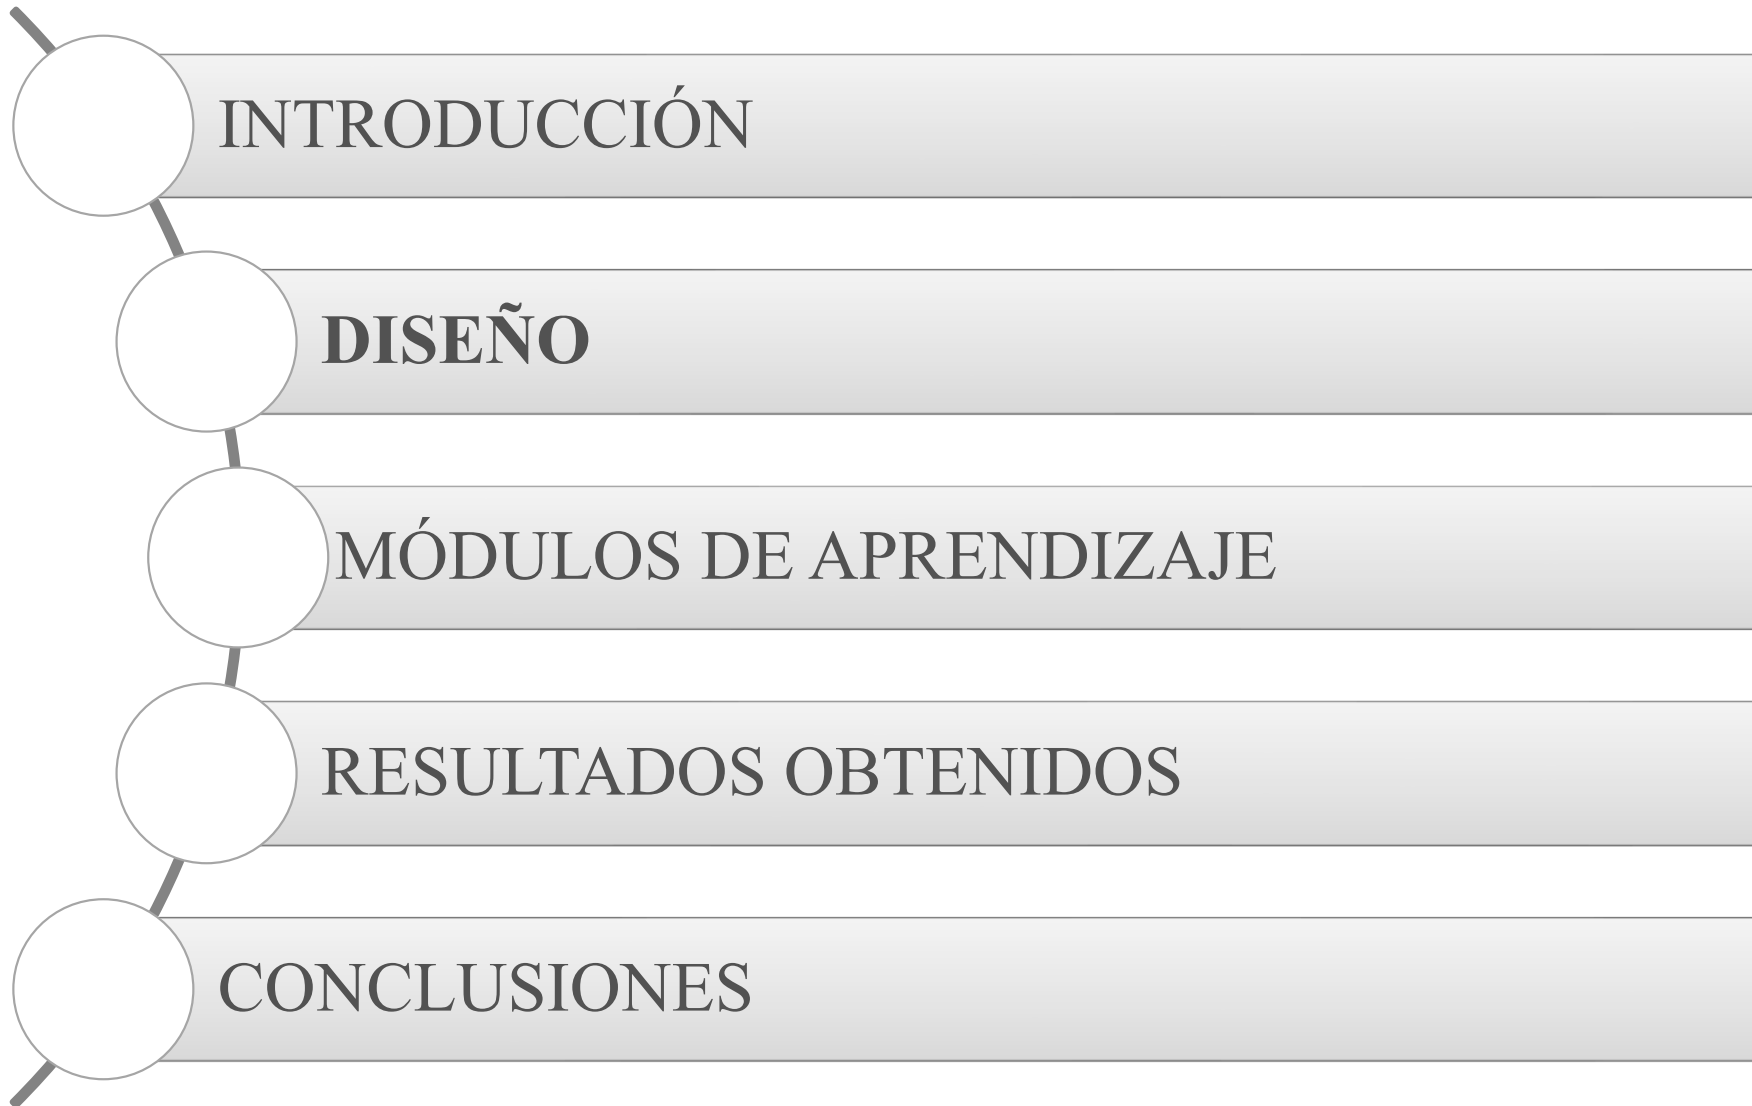 INTRODUCCIÓN
DISEÑO
MÓDULOS DE APRENDIZAJE
RESULTADOS OBTENIDOS
CONCLUSIONES